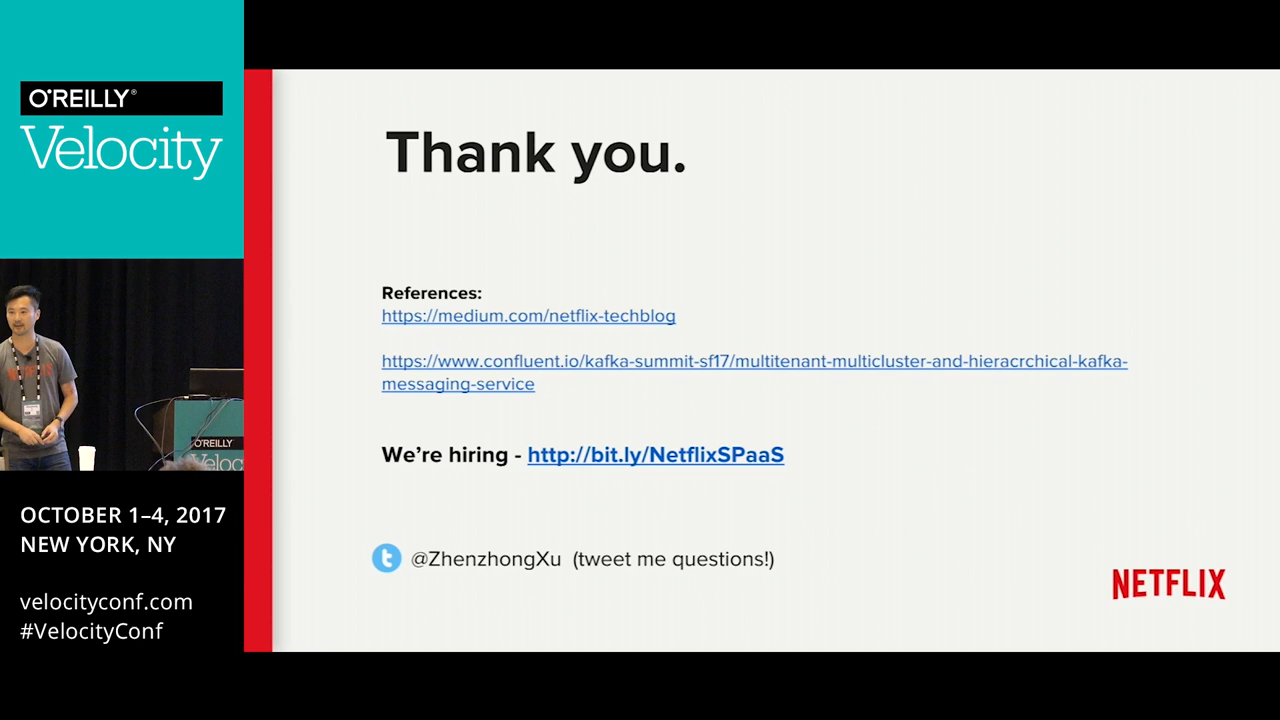 O'REILLY®
Velocity
O'REILLY
Veloc
OCTOBER 1–4, 2017
NEW YORK, NY
velocityconf.com
#VelocityConf
Thank you.
References:
https://medium.com/netflix-techblog
https://www.confluent.io/kafka-summit-sf17/multitenant-multicluster-and-hieracrchical-kafka-
messaging-service
We're hiring - http://bit.ly/NetflixSPaaS
@ZhenzhongXu (tweet me questions!)
NETFLIX